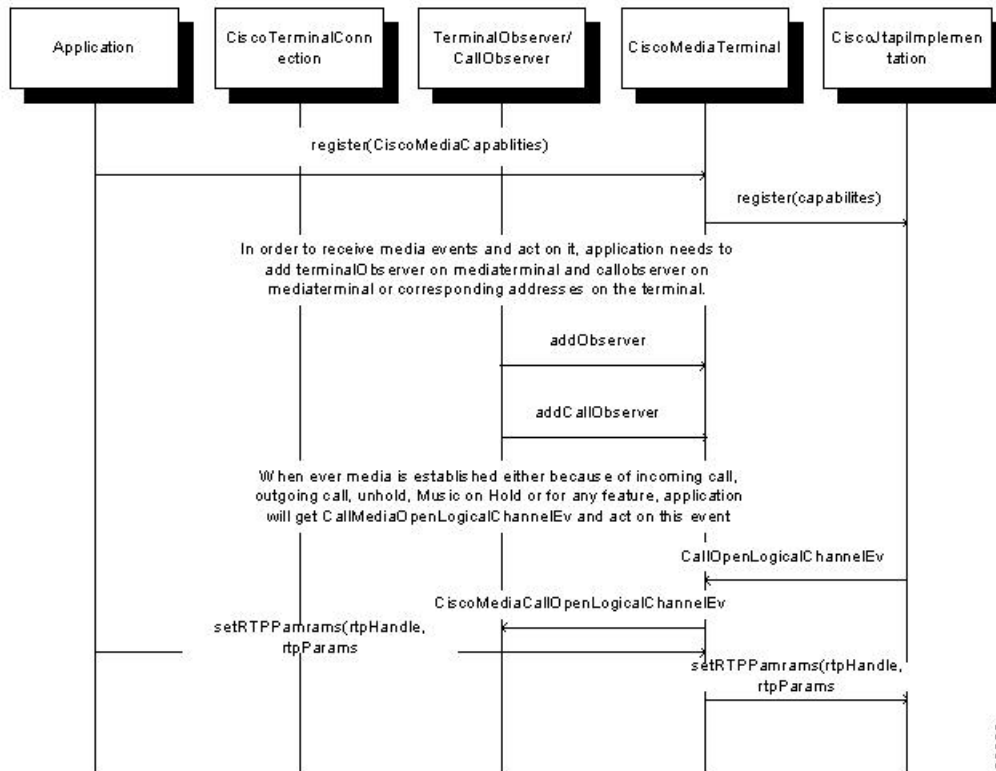 Application
CiscoTerminalConn
ection
TerminalObserver/
CallObserver
CiscoMediaTerminal
CiscoJtapiImplemen
tation
register(CiscoMediaCapablities)
register(capabilites)
In order to receive media events and act on it, application needs to
add terminalObserver on mediaterminal and callobserver on
mediaterminal or corresponding addresses on the terminal.
addObserver
addCallObserver
When ever media is established either because of incoming call,
outgoing call, unhold, Music on Hold or for any feature, application
will get CallMediaOpenLogicalChannelEv and act on this event
CallOpenLogicalChannelEv
CiscoMediaCallOpenLogicalChannelEv
setRTPPamrams(rtpHandle,
rtpParams
setRTPPamrams(rtpHandle,
rtpParams